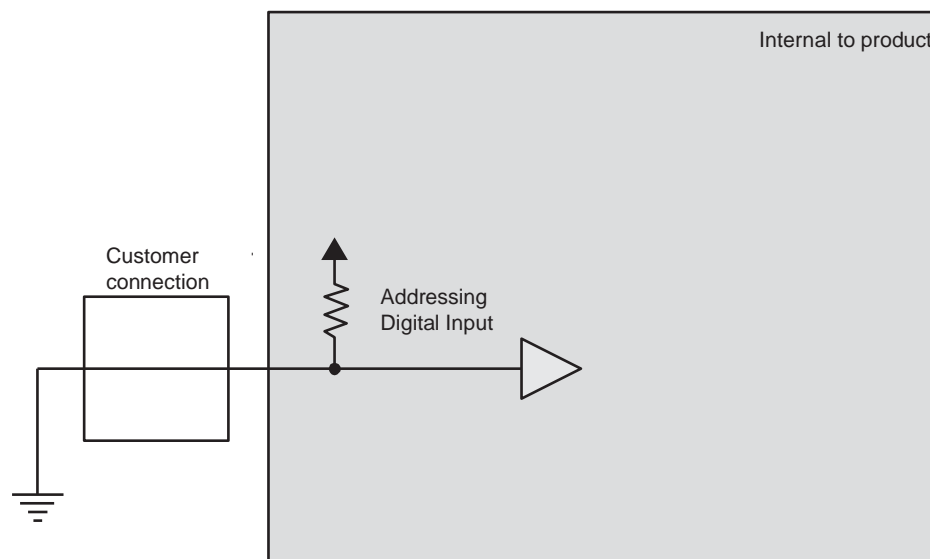 Internal to product
Customer
connection
Addressing
Digital Input